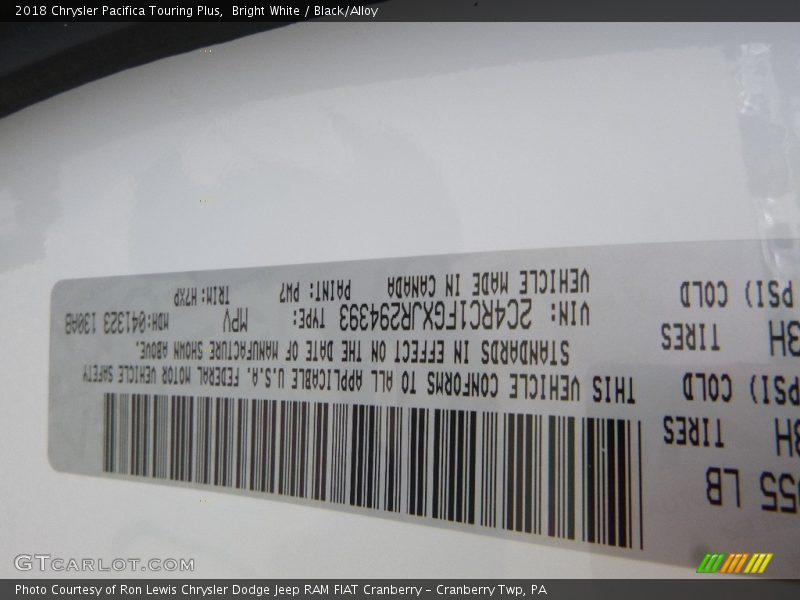 2018 Chrysler Pacifica Touring Plus,  Bright White / Black/Alloy
055 LB
3H TIRES
PSI) COLD
3H TIRES
PSI) COLD
THIS VEHICLE CONFORMS TO ALL APPLICABLE U.S.A. FEDERAL MOTOR VEHICLE SAFETY
STANDARDS IN EFFECT ON THE DATE OF MANUFACTURE SHOWN ABOVE.
VIN: 2C4RC1FGXJR294393 TYPE: MPV MDH:041323 130AB
VEHICLE MADE IN CANADA PAINT: PW7 TRIM: H7XP
GTCARLOT.COM
Photo Courtesy of Ron Lewis Chrysler Dodge Jeep RAM FIAT Cranberry - Cranberry Twp, PA